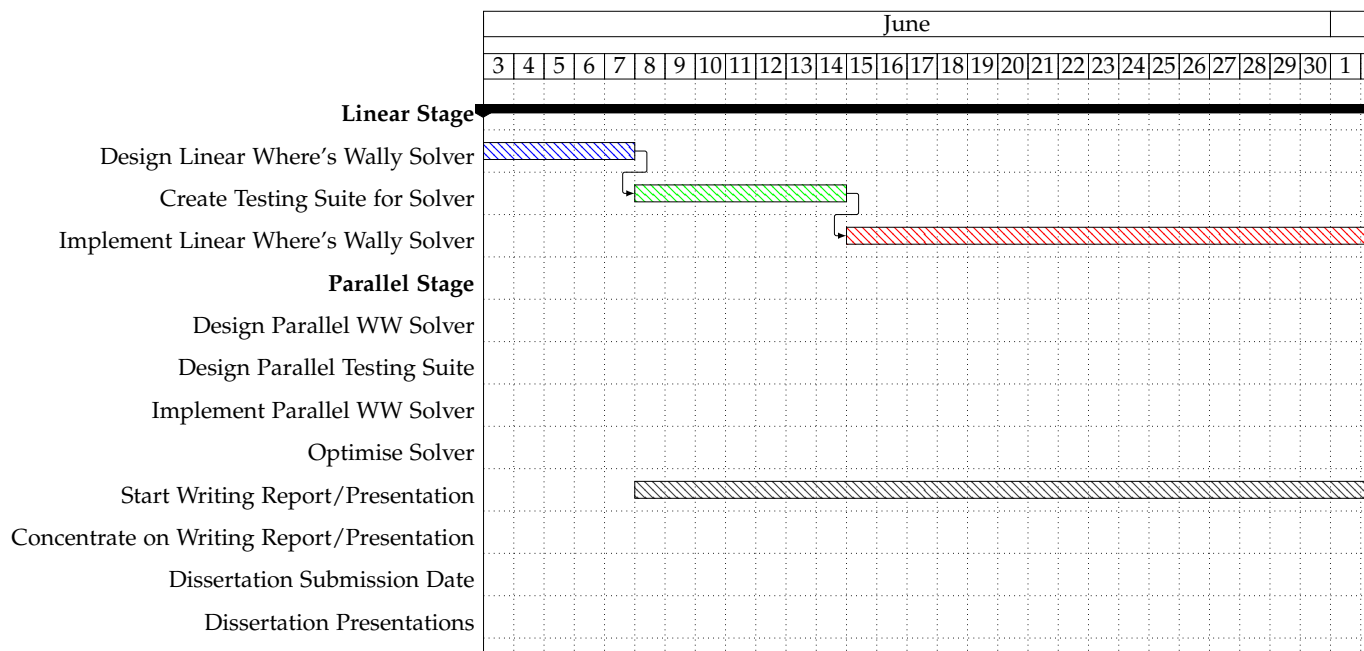 June
3 4 5 6 7 8 9 10 11 12 13 14 15 16 17 18 19 20 21 22 23 24 25 26 27 28 29 30 1
Linear Stage
Design Linear Where's Wally Solver
Create Testing Suite for Solver
Implement Linear Where's Wally Solver
Parallel Stage
Design Parallel WW Solver
Design Parallel Testing Suite
Implement Parallel WW Solver
Optimise Solver
Start Writing Report/Presentation
Concentrate on Writing Report/Presentation
Dissertation Submission Date
Dissertation Presentations